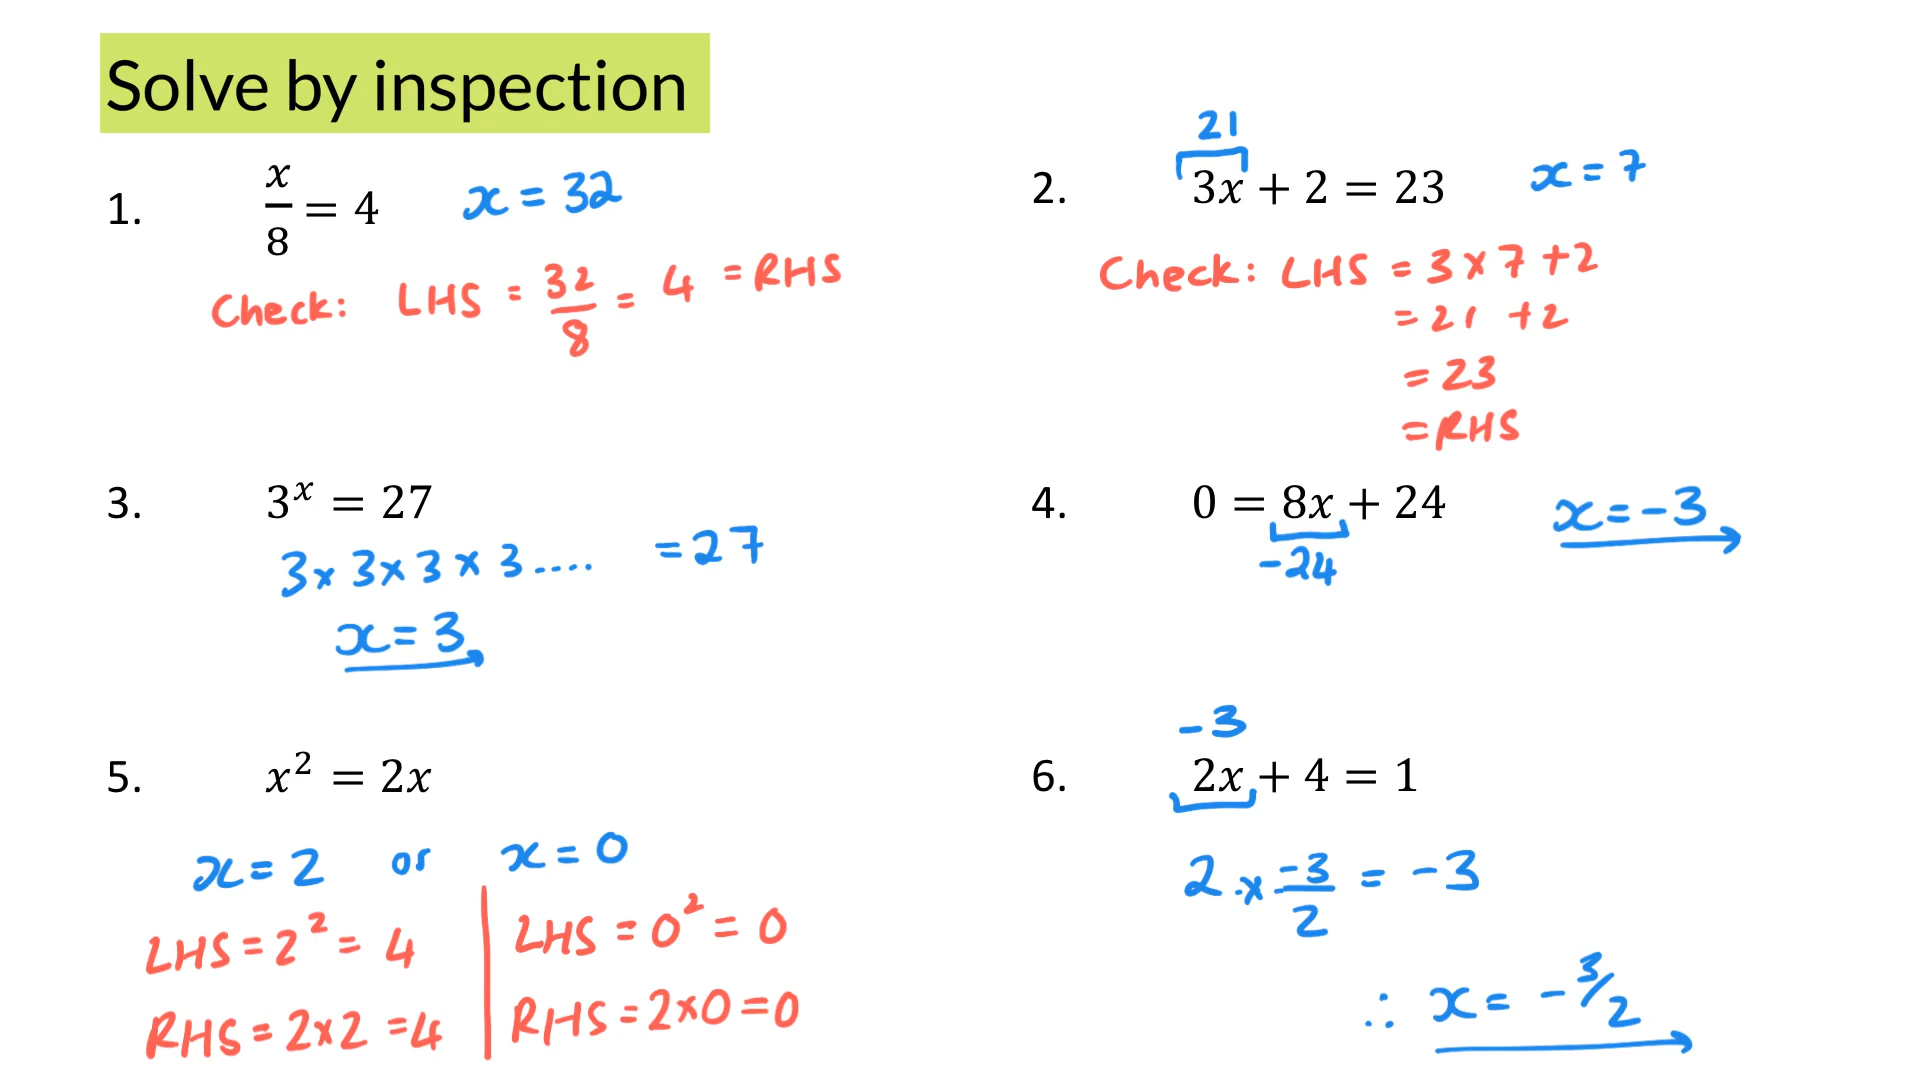 Solve by inspection
1. x/8 = 4 x = 32
Check: LHS = 32/8 = 4 = RHS
21
2. 3x + 2 = 23 x = 7
Check: LHS = 3 × 7 + 2
= 21 + 2
= 23
= RHS
3. 3^x = 27
3 × 3 × 3 × 3 .... = 27
x = 3
4. 0 = 8x + 24 x = -3
-24
5. x² = 2x
x = 2 or x = 0
LHS = 2² = 4
RHS = 2×2 = 4
LHS = 0² = 0
RHS = 2×0 = 0
-3
6. 2x + 4 = 1
2 × -3/2 = -3
∴ x = -3/2